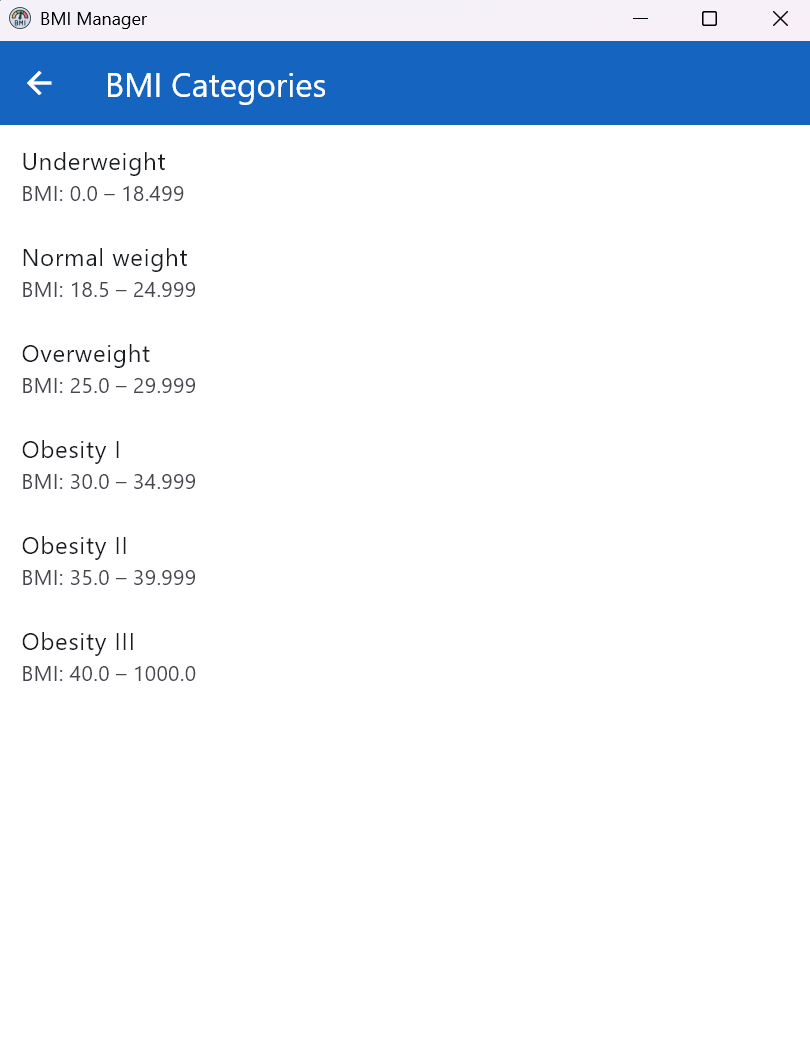 BMI Manager
BMI Categories
Underweight
BMI: 0.0 – 18.499
Normal weight
BMI: 18.5 – 24.999
Overweight
BMI: 25.0 – 29.999
Obesity I
BMI: 30.0 – 34.999
Obesity II
BMI: 35.0 – 39.999
Obesity III
BMI: 40.0 – 1000.0